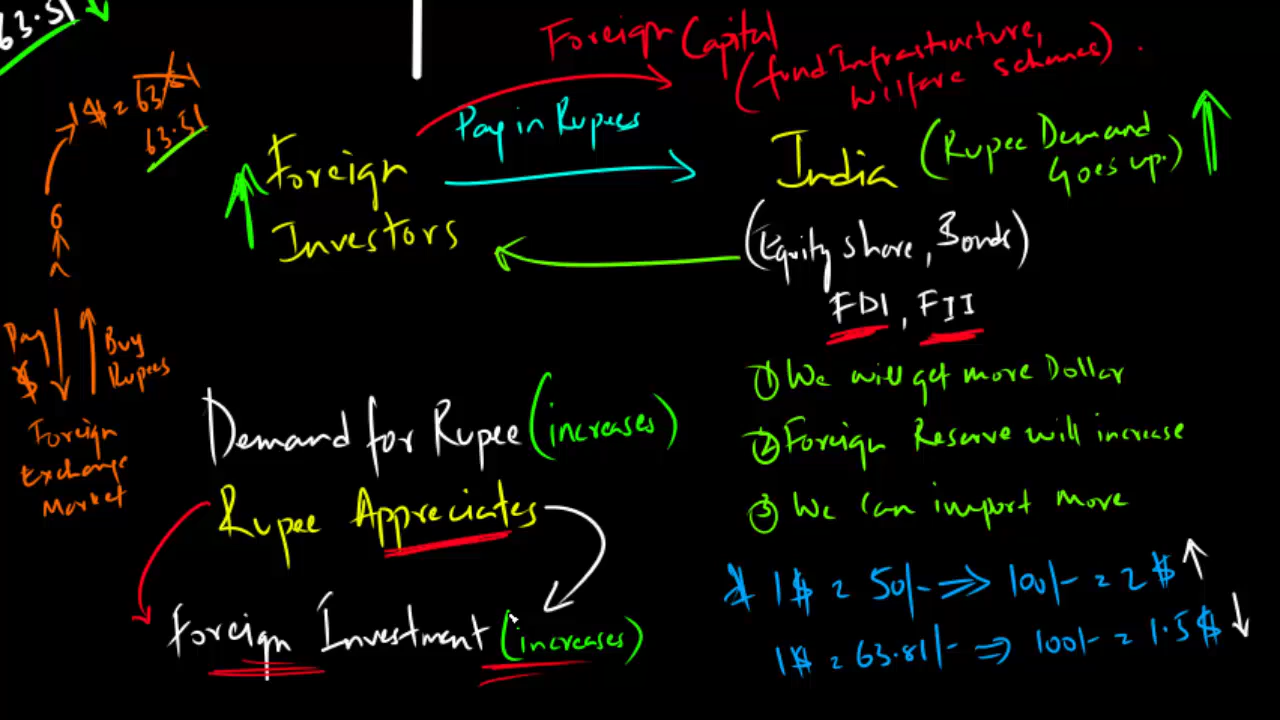 63.51
Foreign Capital
(fund Infrastructure,
willfare schemes).
1$ = 63.61
63.51
Pay in Rupees
Foreign
Investors
India
(Rupee Demand
Goes up.)
6
(Equity share, Bonds)
FDI, FII
Pay
$
Buy
Rupees
Foreign
Exchange
Market
Demand for Rupee (increases)
Rupee Appreciates
Foreign Investment (increases)
① We will get more Dollar
② Foreign Reserve will increase
③ We can import more
1$ = 50/- ⇒ 100/- = 2$
1$ = 63.81/- ⇒ 100/- = 1.5$